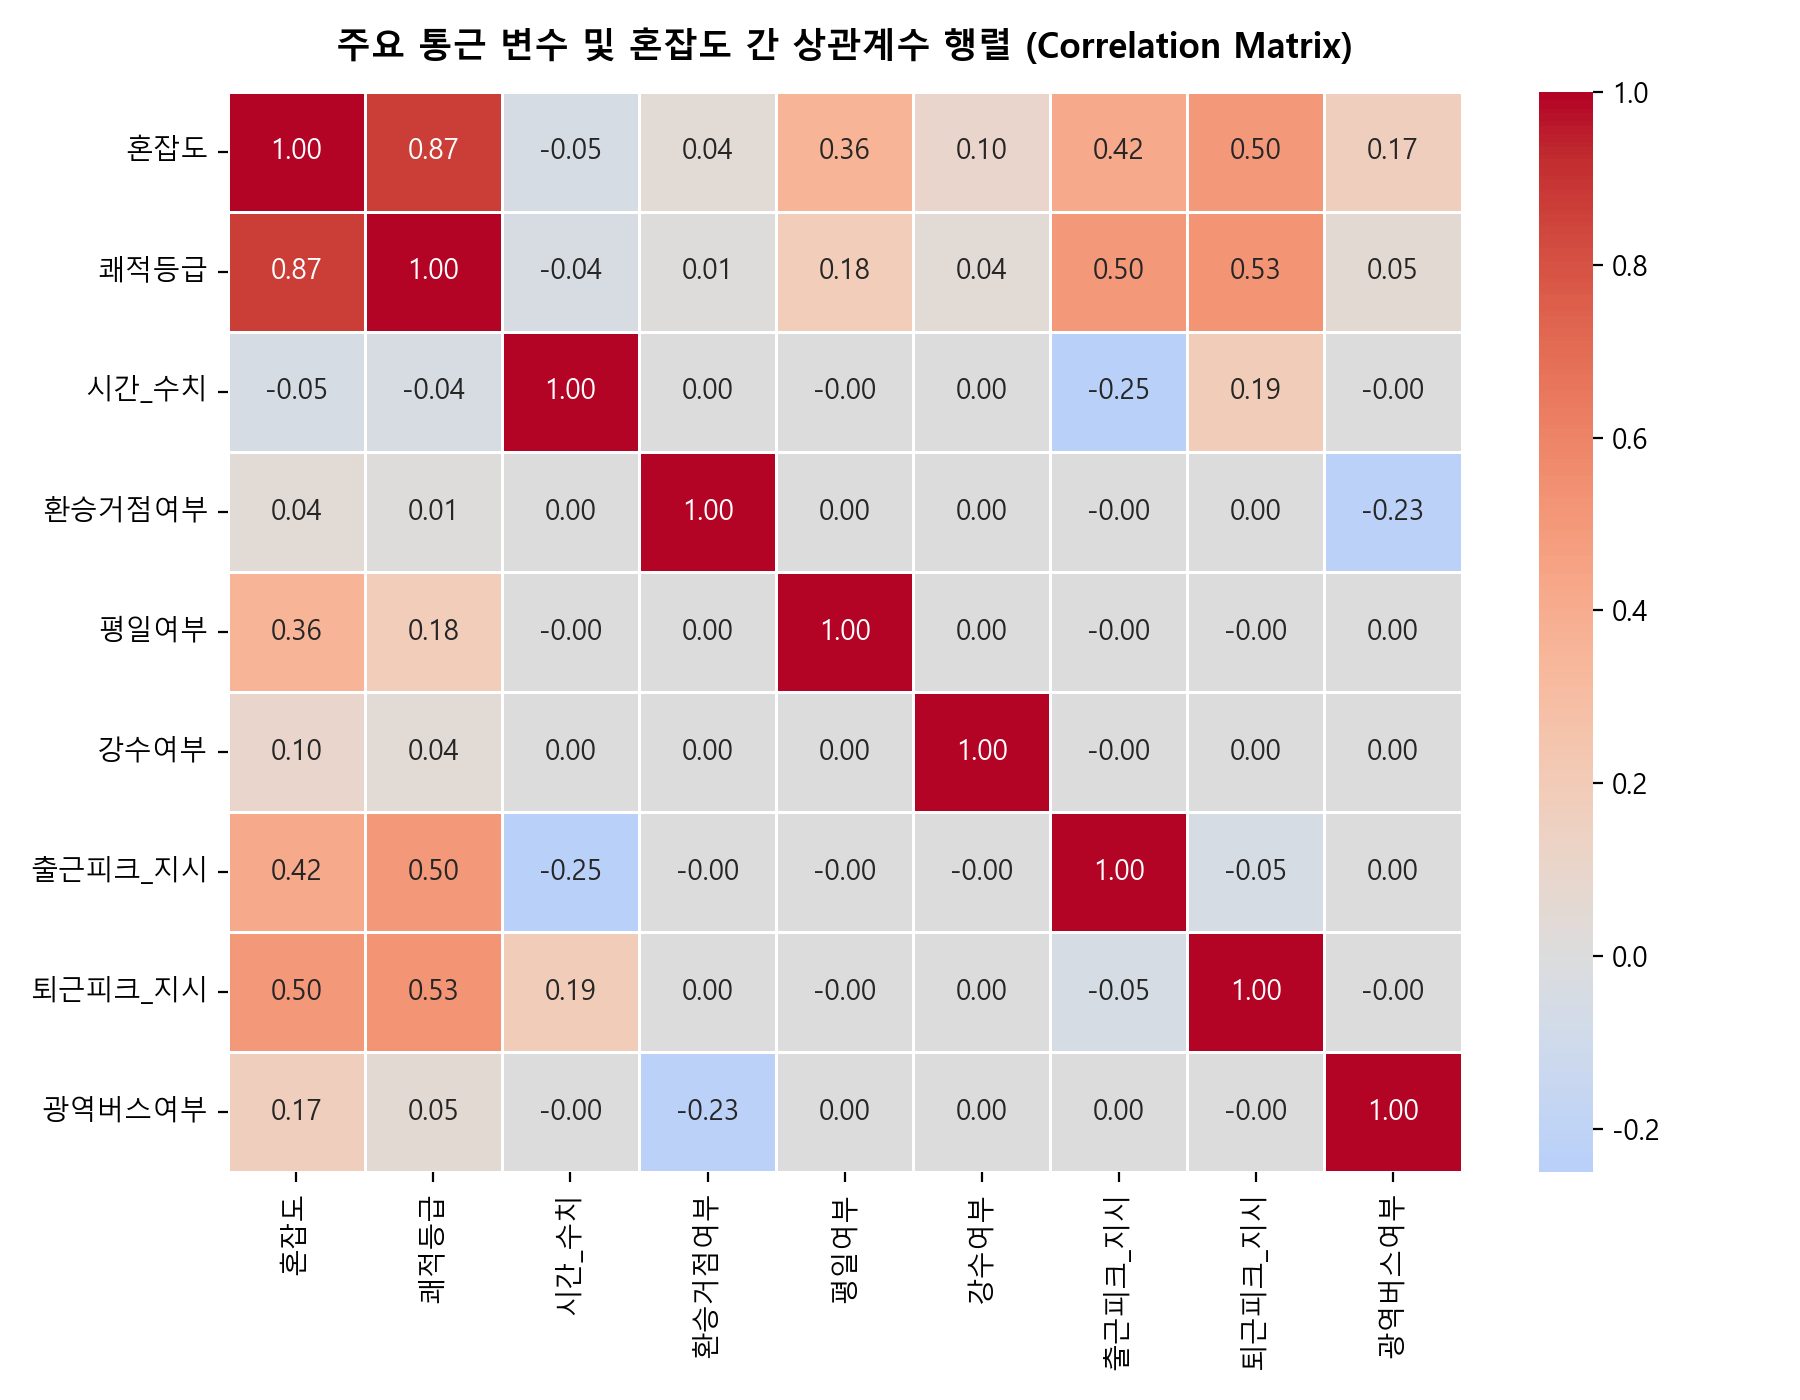 주요 통근 변수 및 혼잡도 간 상관계수 행렬 (Correlation Matrix)
혼잡도 1.00 0.87 -0.05 0.04 0.36 0.10 0.42 0.50 0.17
쾌적등급 0.87 1.00 -0.04 0.01 0.18 0.04 0.50 0.53 0.05
시간_수치 -0.05 -0.04 1.00 0.00 -0.00 0.00 -0.25 0.19 -0.00
환승거점여부 0.04 0.01 0.00 1.00 0.00 0.00 -0.00 0.00 -0.23
평일여부 0.36 0.18 -0.00 0.00 1.00 0.00 -0.00 -0.00 0.00
강수여부 0.10 0.04 0.00 0.00 0.00 1.00 -0.00 0.00 0.00
출근피크_지시 0.42 0.50 -0.25 -0.00 -0.00 -0.00 1.00 -0.05 0.00
퇴근피크_지시 0.50 0.53 0.19 0.00 -0.00 0.00 -0.05 1.00 -0.00
광역버스여부 0.17 0.05 -0.00 -0.23 0.00 0.00 0.00 -0.00 1.00
혼잡도 쾌적등급 시간_수치 환승거점여부 평일여부 강수여부 출근피크_지시 퇴근피크_지시 광역버스여부
1.0
0.8
0.6
0.4
0.2
0.0
-0.2